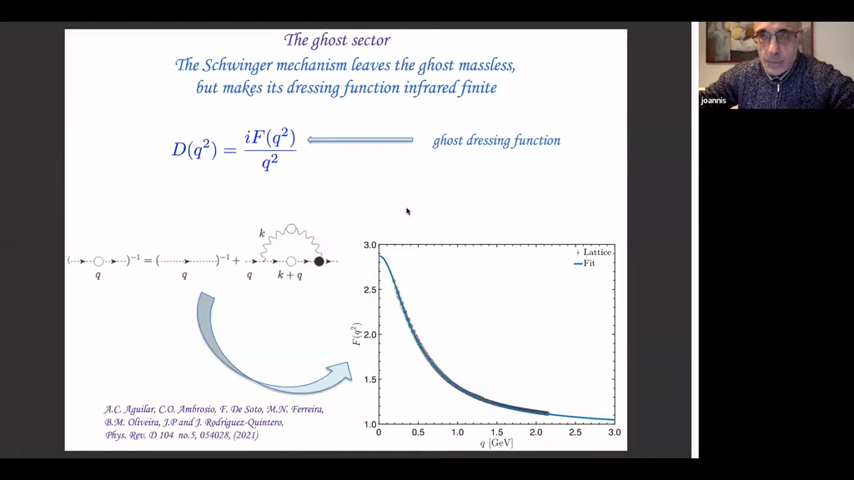 The ghost sector
The Schwinger mechanism leaves the ghost massless,
but makes its dressing function infrared finite
D(q²) = iF(q²) / q²
ghost dressing function
joannis
( q )⁻¹ = ( q )⁻¹ + q k k + q
3.0
2.5
2.0
1.5
1.0
F(q²)
Lattice
Fit
0 0.5 1.0 1.5 2.0 2.5 3.0
q [GeV]
A.C. Aguilar, C.O. Ambrosio, F. De Soto, M.N. Ferreira,
B.M. Oliveira, J.P and J. Rodriguez-Quintero,
Phys. Rev. D 104 no.5, 054028, (2021)